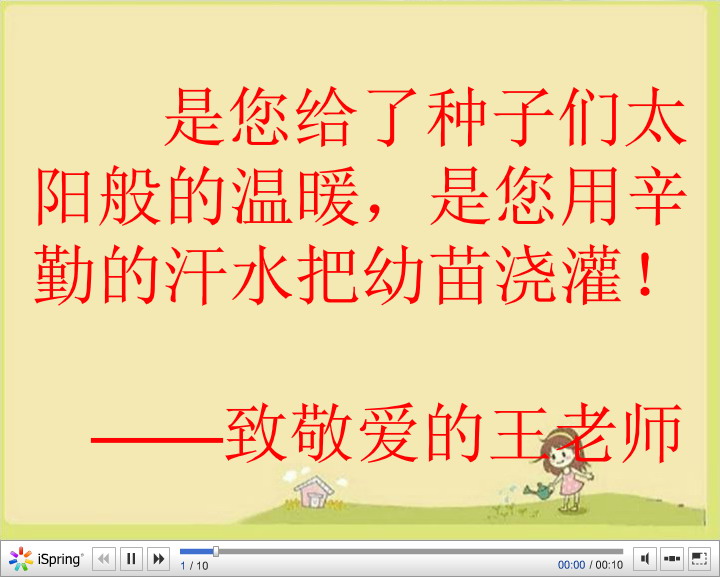 是您给了种子们太
阳般的温暖，是您用辛
勤的汗水把幼苗浇灌！
——致敬爱的王老师
iSpring
1 / 10
00:00 / 00:10